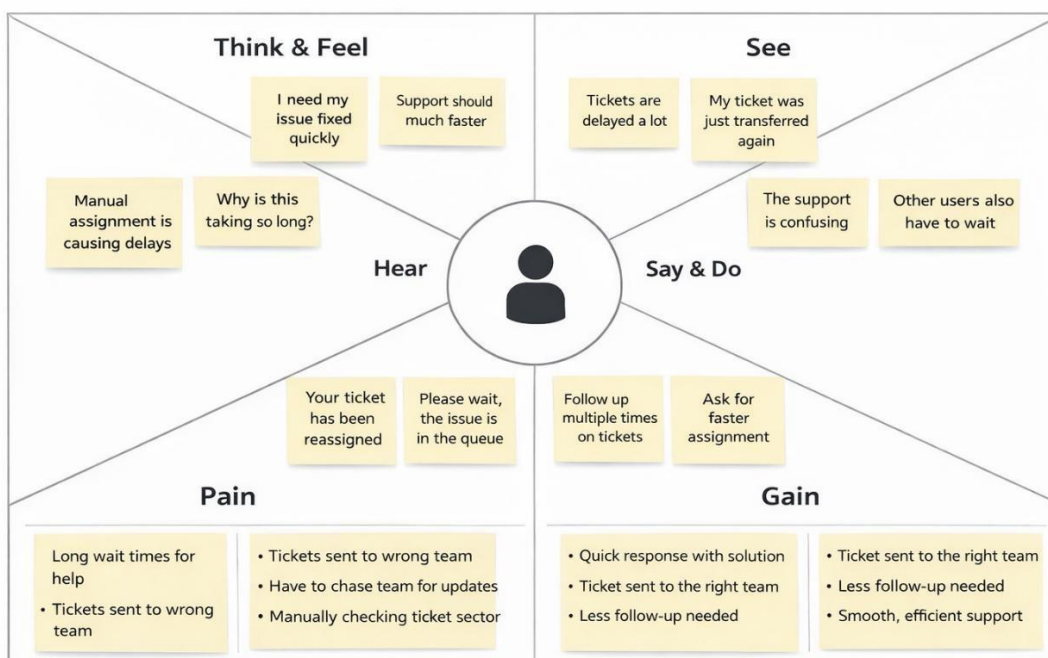 Think & Feel
I need my
issue fixed
quickly
Support should
much faster
Manual
assignment is
causing delays
Why is this
taking so long?
See
Tickets are
delayed a lot
My ticket was
just transferred
again
The support
is confusing
Other users also
have to wait
Hear
Say & Do
Your ticket
has been
reassigned
Please wait,
the issue is
in the queue
Follow up
multiple times
on tickets
Ask for
faster
assignment
Pain
Long wait times for
help
• Tickets sent to wrong
team
• Tickets sent to wrong team
• Have to chase team for updates
• Manually checking ticket sector
Gain
• Quick response with solution
• Ticket sent to the right team
• Less follow-up needed
• Ticket sent to the right team
• Less follow-up needed
• Smooth, efficient support